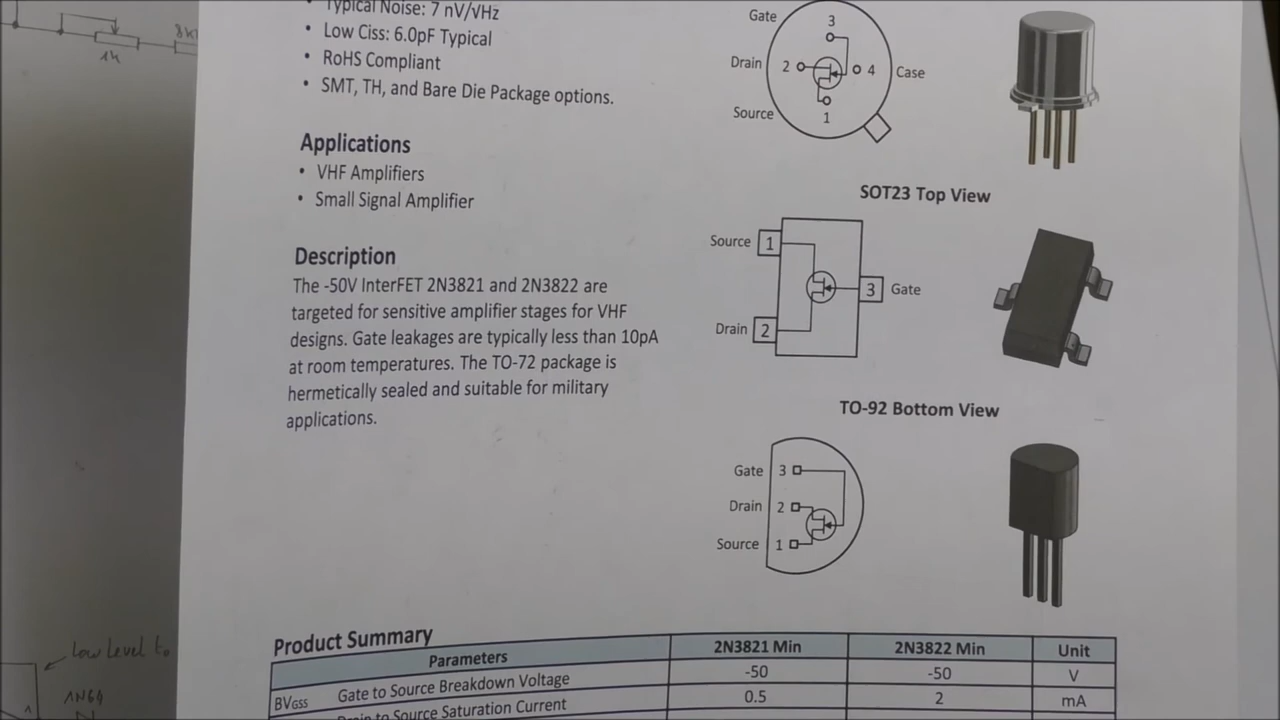 Typical Noise: 7 nV/√Hz
• Low Ciss: 6.0pF Typical
• RoHS Compliant
• SMT, TH, and Bare Die Package options.
Applications
• VHF Amplifiers
• Small Signal Amplifier
Description
The -50V InterFET 2N3821 and 2N3822 are
targeted for sensitive amplifier stages for VHF
designs. Gate leakages are typically less than 10pA
at room temperatures. The TO-72 package is
hermetically sealed and suitable for military
applications.
Gate 3
Drain 2 4 Case
Source 1
SOT23 Top View
Source 1
3 Gate
Drain 2
TO-92 Bottom View
Gate 3
Drain 2
Source 1
Product Summary
Parameters 2N3821 Min 2N3822 Min Unit
BVGSS Gate to Source Breakdown Voltage -50 -50 V
to Source Saturation Current 0.5 2 mA
1k
Low Level to
1N64